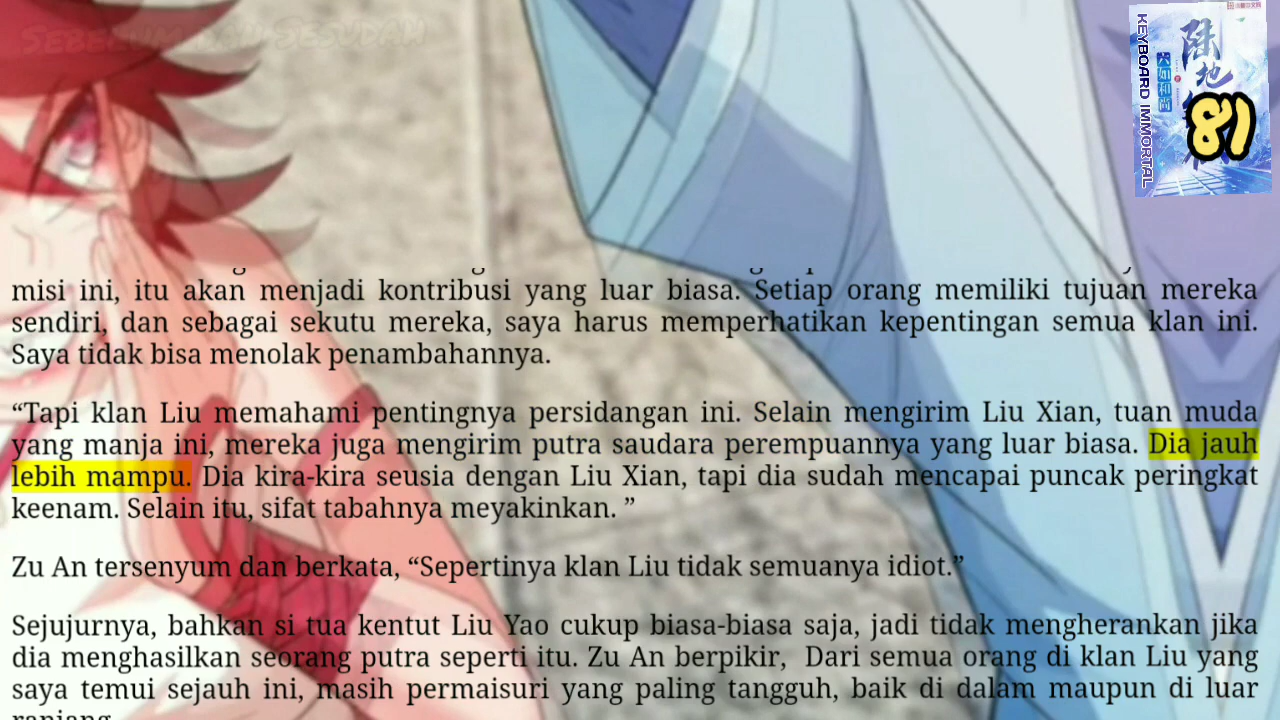 SEBELUM DAN SESUDAH
KEYBOARD IMMORTAL
陆地
81
misi ini, itu akan menjadi kontribusi yang luar biasa. Setiap orang memiliki tujuan mereka
sendiri, dan sebagai sekutu mereka, saya harus memperhatikan kepentingan semua klan ini.
Saya tidak bisa menolak penambahannya.
“Tapi klan Liu memahami pentingnya persidangan ini. Selain mengirim Liu Xian, tuan muda
yang manja ini, mereka juga mengirim putra saudara perempuannya yang luar biasa. Dia jauh
lebih mampu. Dia kira-kira seusia dengan Liu Xian, tapi dia sudah mencapai puncak peringkat
keenam. Selain itu, sifat tabahnya meyakinkan. ”
Zu An tersenyum dan berkata, “Sepertinya klan Liu tidak semuanya idiot.”
Sejujurnya, bahkan si tua kentut Liu Yao cukup biasa-biasa saja, jadi tidak mengherankan jika
dia menghasilkan seorang putra seperti itu. Zu An berpikir, Dari semua orang di klan Liu yang
saya temui sejauh ini, masih permaisuri yang paling tangguh, baik di dalam maupun di luar
ranjang.